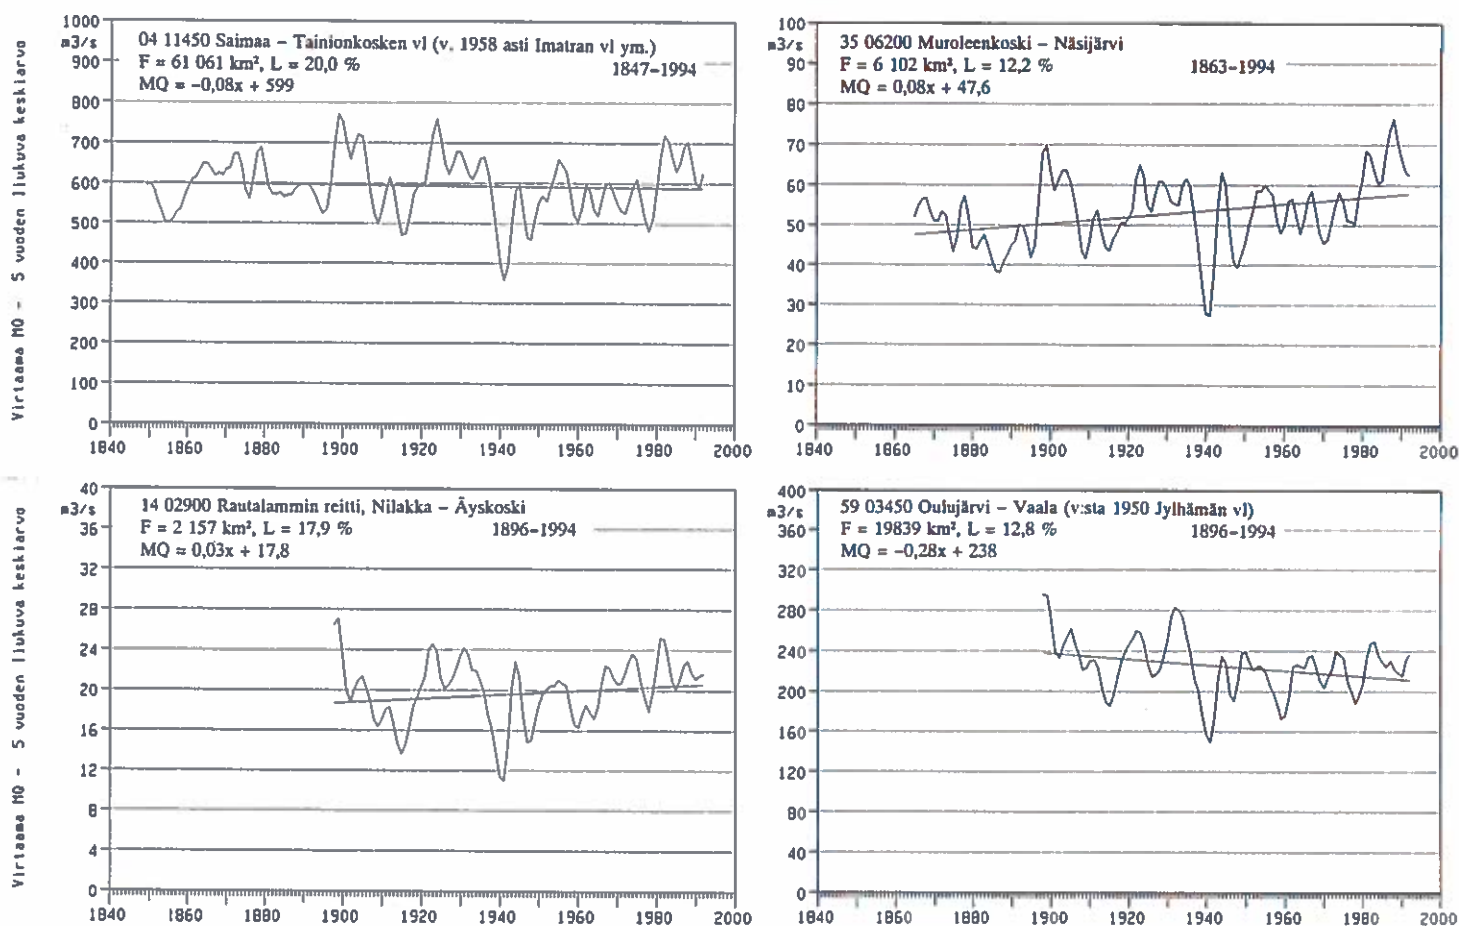 Virtaama MQ - 5 vuoden liukuva keskiarvo
1000
m3/s
900
800
700
600
500
400
300
200
100
0
04 11450 Saimaa – Tainionkosken vl (v. 1958 asti Imatran vl ym.)
F = 61 061 km², L = 20,0 %
1847-1994
MQ = -0,08x + 599
1840 1860 1880 1900 1920 1940 1960 1980 2000
100
m3/s
90
80
70
60
50
40
30
20
10
0
35 06200 Muroleenkoski – Näsijärvi
F = 6 102 km², L = 12,2 %
1863-1994
MQ = 0,08x + 47,6
1840 1860 1880 1900 1920 1940 1960 1980 2000
Virtaama MQ - 5 vuoden liukuva keskiarvo
40
m3/s
36
32
28
24
20
16
12
8
4
0
14 02900 Rautalammin reitti, Nilakka – Äyskoski
F = 2 157 km², L = 17,9 %
1896-1994
MQ = 0,03x + 17,8
1840 1860 1880 1900 1920 1940 1960 1980 2000
400
m3/s
360
320
280
240
200
160
120
80
40
0
59 03450 Oulujärvi – Vaala (v:sta 1950 Jylhämän vl)
F = 19839 km², L = 12,8 %
1896-1994
MQ = -0,28x + 238
1840 1860 1880 1900 1920 1940 1960 1980 2000